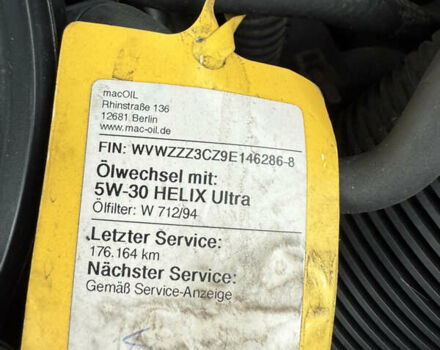 macOIL
Rhinstraße 136
12681 Berlin
www.mac-oil.de
FIN: WVWZZZ3CZ9E146286-8
Ölwechsel mit:
5W-30 HELIX Ultra
Ölfilter: W 712/94
Letzter Service:
176.164 km
Nächster Service:
Gemäß Service-Anzeige